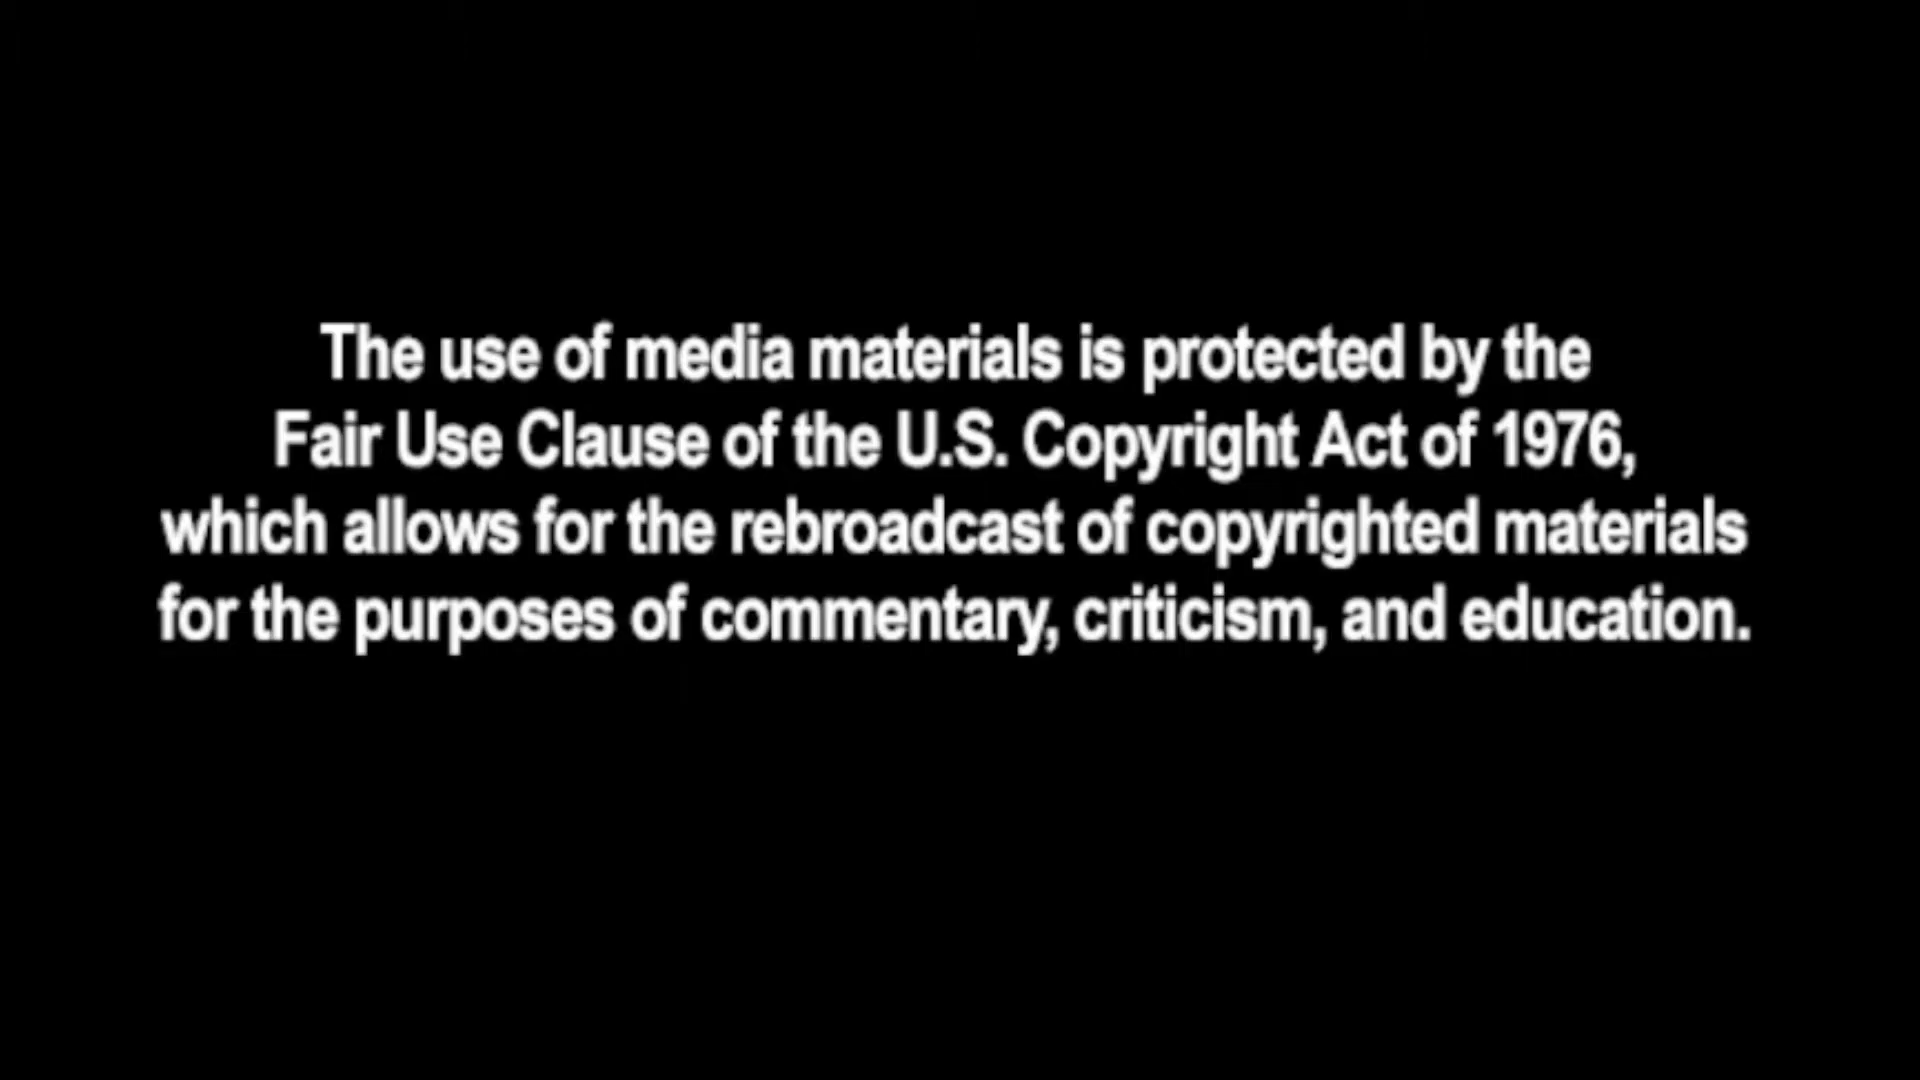 The use of media materials is protected by the
Fair Use Clause of the U.S. Copyright Act of 1976,
which allows for the rebroadcast of copyrighted materials
for the purposes of commentary, criticism, and education.